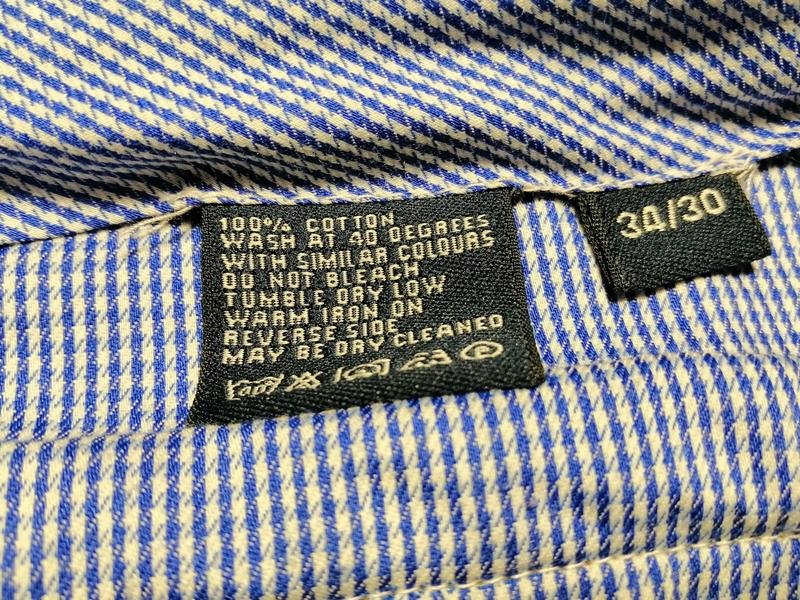 100% COTTON
WASH AT 40 DEGREES
WITH SIMILAR COLOURS
DO NOT BLEACH
TUMBLE DRY LOW
WARM IRON ON
REVERSE SIDE
MAY BE DRY CLEANED
40
P
34/30